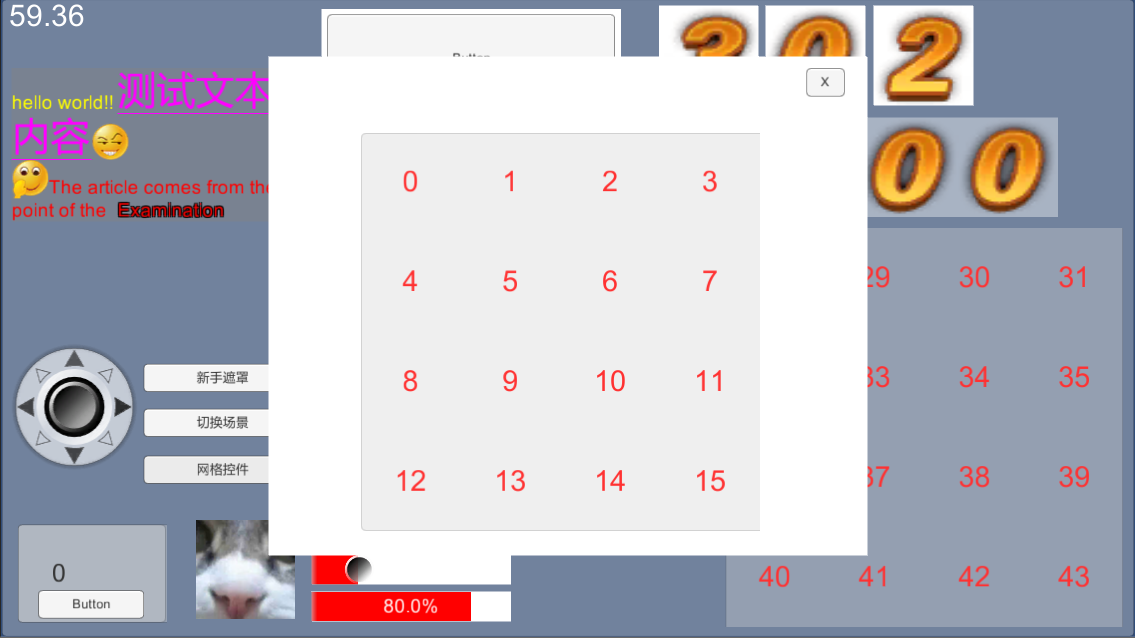 59.36
Button
2
X
hello world!! 测试文本
内容
The article comes from the
point of the Examination
0 0
0 1 2 3
4 5 6 7
8 9 10 11
12 13 14 15
29 30 31
33 34 35
37 38 39
40 41 42 43
新手遮罩
切换场景
网格控件
0
Button
80.0%